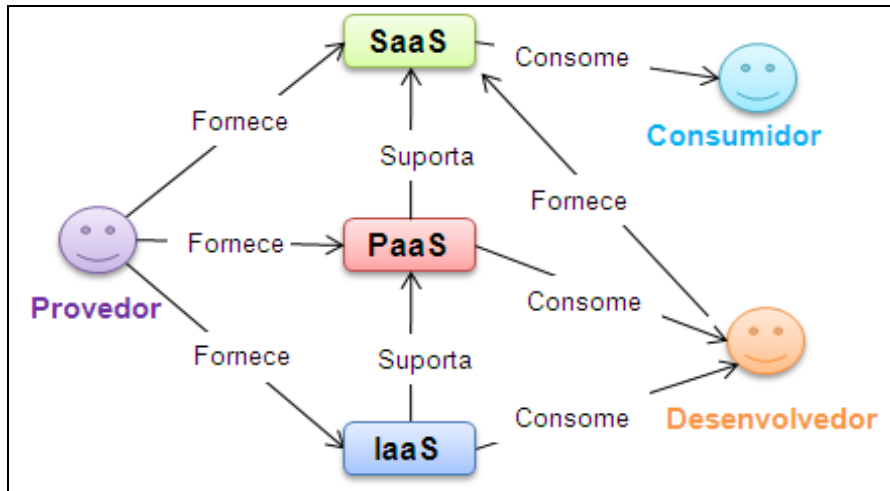 SaaS
Consome
Consumidor
Fornece
Suporta
Fornece
Fornece
PaaS
Provedor
Consome
Fornece
Suporta
Consome
Desenvolvedor
IaaS